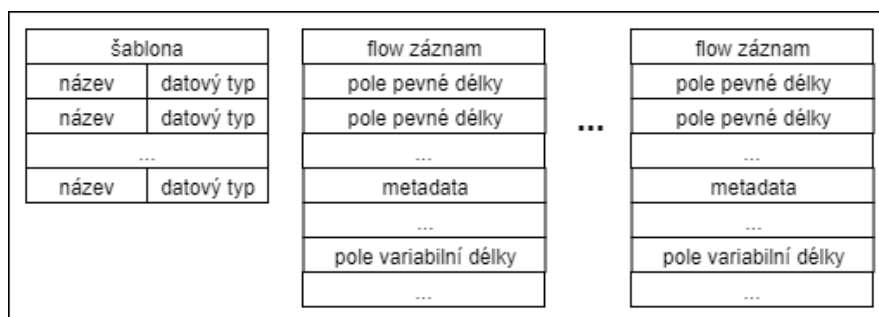 šablona
název datový typ
název datový typ
...
název datový typ
flow záznam
pole pevné délky
pole pevné délky
...
metadata
...
pole variabilní délky
...
...
flow záznam
pole pevné délky
pole pevné délky
...
metadata
...
pole variabilní délky
...